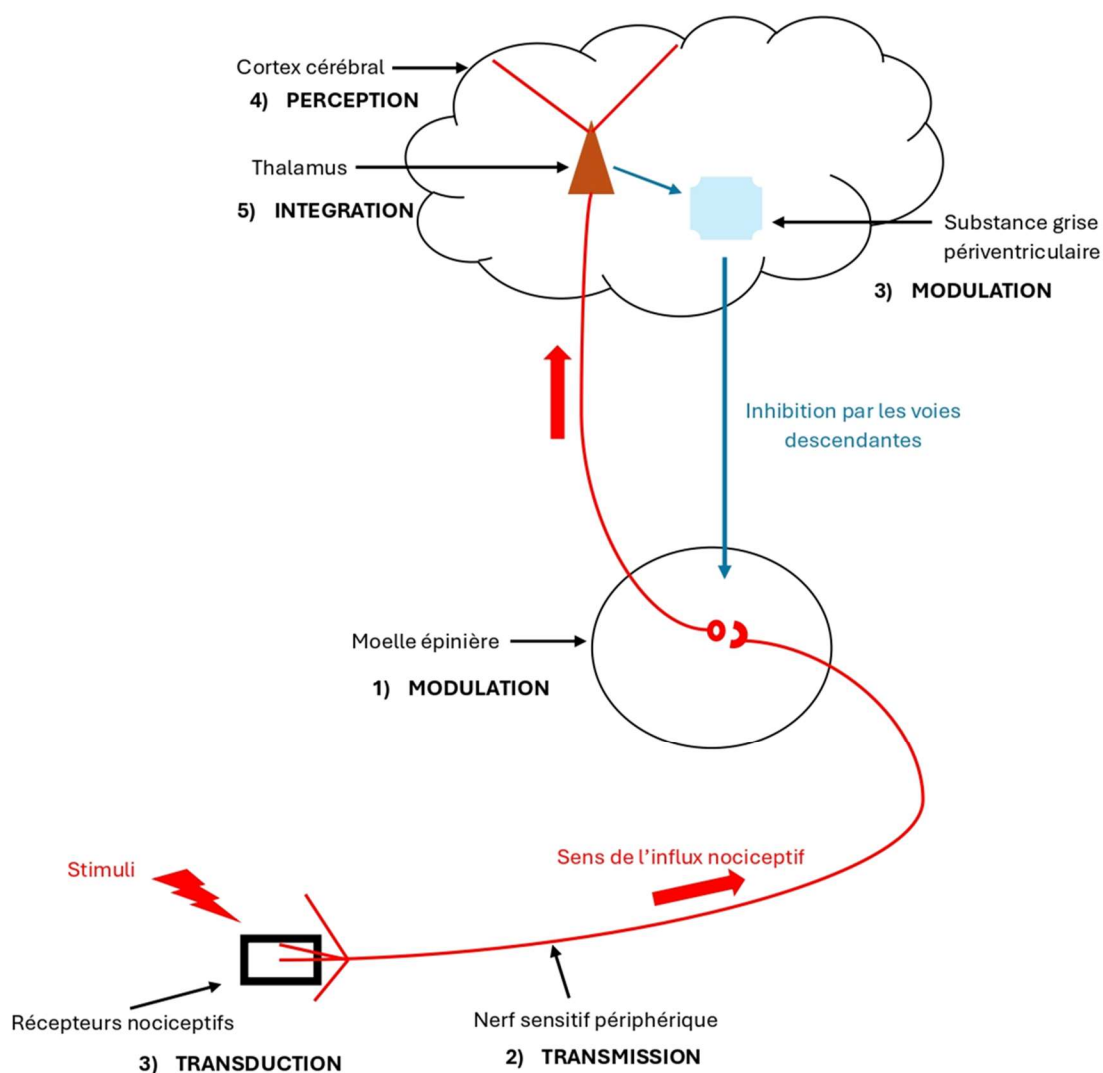 Cortex cérébral
4) PERCEPTION
Thalamus
5) INTEGRATION
Substance grise
périventriculaire
3) MODULATION
Inhibition par les voies
descendantes
Moelle épinière
1) MODULATION
Stimuli
Sens de l’influx nociceptif
Récepteurs nociceptifs
3) TRANSDUCTION
Nerf sensitif périphérique
2) TRANSMISSION